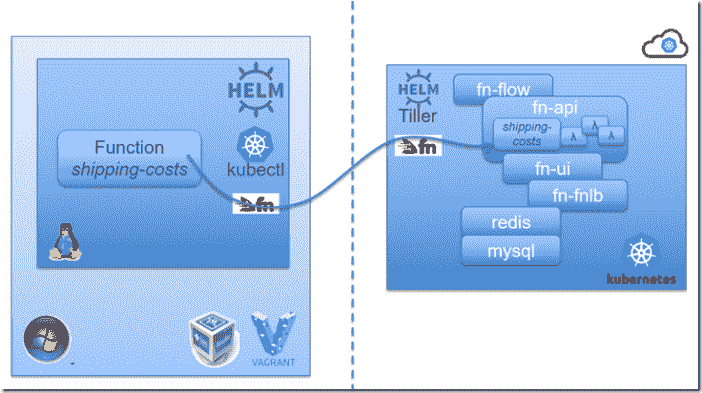 HELM
Function
shipping-costs
kubectl
fn
VAGRANT
HELM
Tiller
fn
fn-flow
fn-api
shipping-
costs
λ
λ
λ
fn-ui
fn-fnlb
redis
mysql
kubernetes